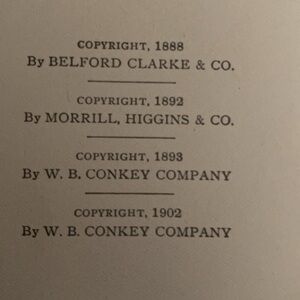 COPYRIGHT, 1888
By BELFORD CLARKE & CO.
COPYRIGHT, 1892
By MORRILL, HIGGINS & CO.
COPYRIGHT, 1893
By W. B. CONKEY COMPANY
COPYRIGHT, 1902
By W. B. CONKEY COMPANY